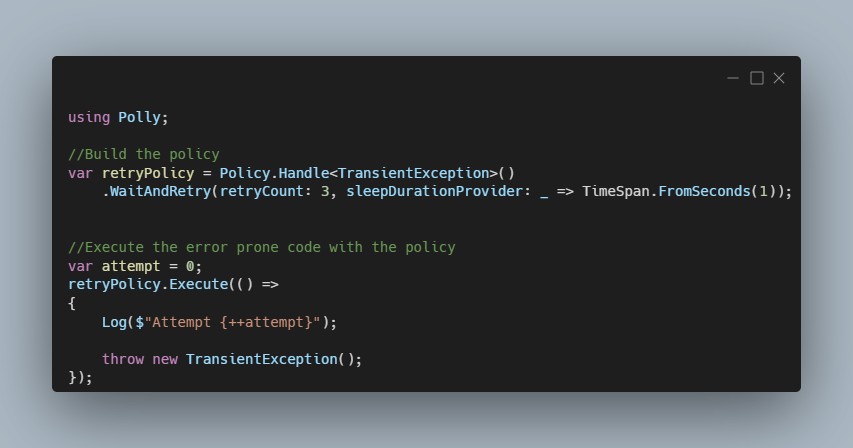 using Polly;
//Build the policy
var retryPolicy = Policy.Handle<TransientException>()
    .WaitAndRetry(retryCount: 3, sleepDurationProvider: _ => TimeSpan.FromSeconds(1));
//Execute the error prone code with the policy
var attempt = 0;
retryPolicy.Execute(() =>
{
    Log($"Attempt {++attempt}");
    throw new TransientException();
});